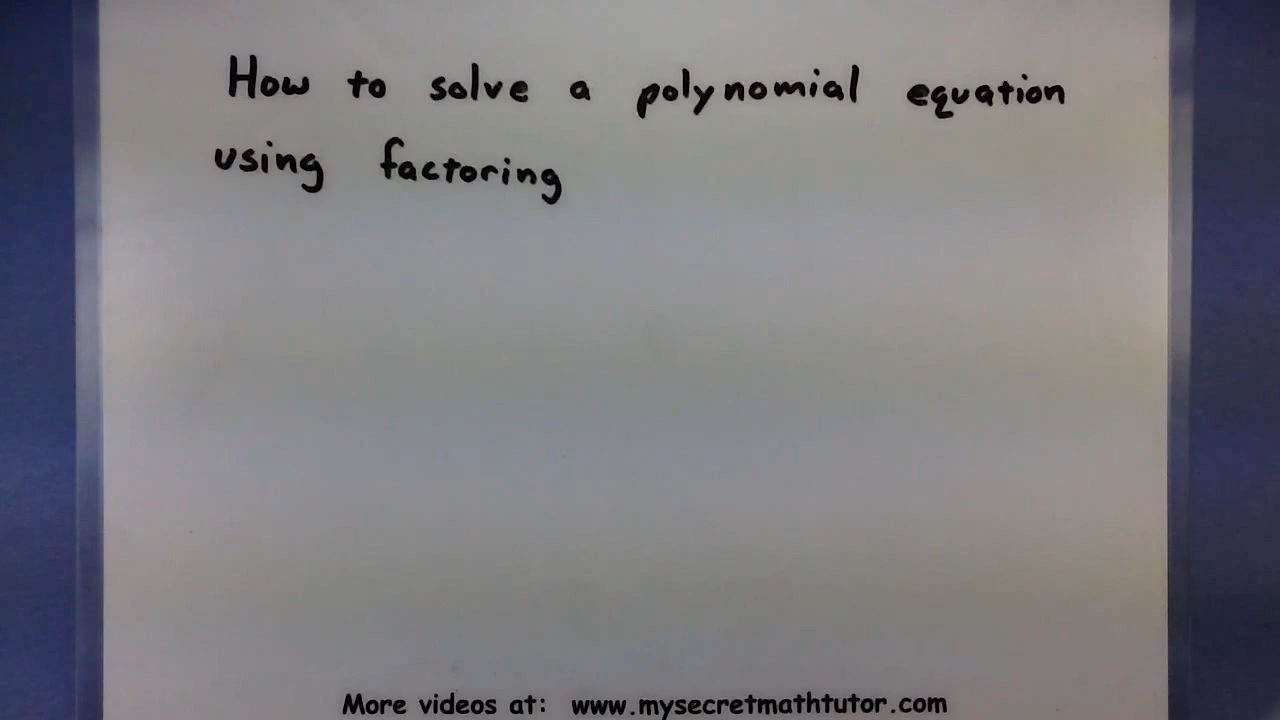 How to solve a polynomial equation
using factoring
More videos at: www.mysecretmathtutor.com